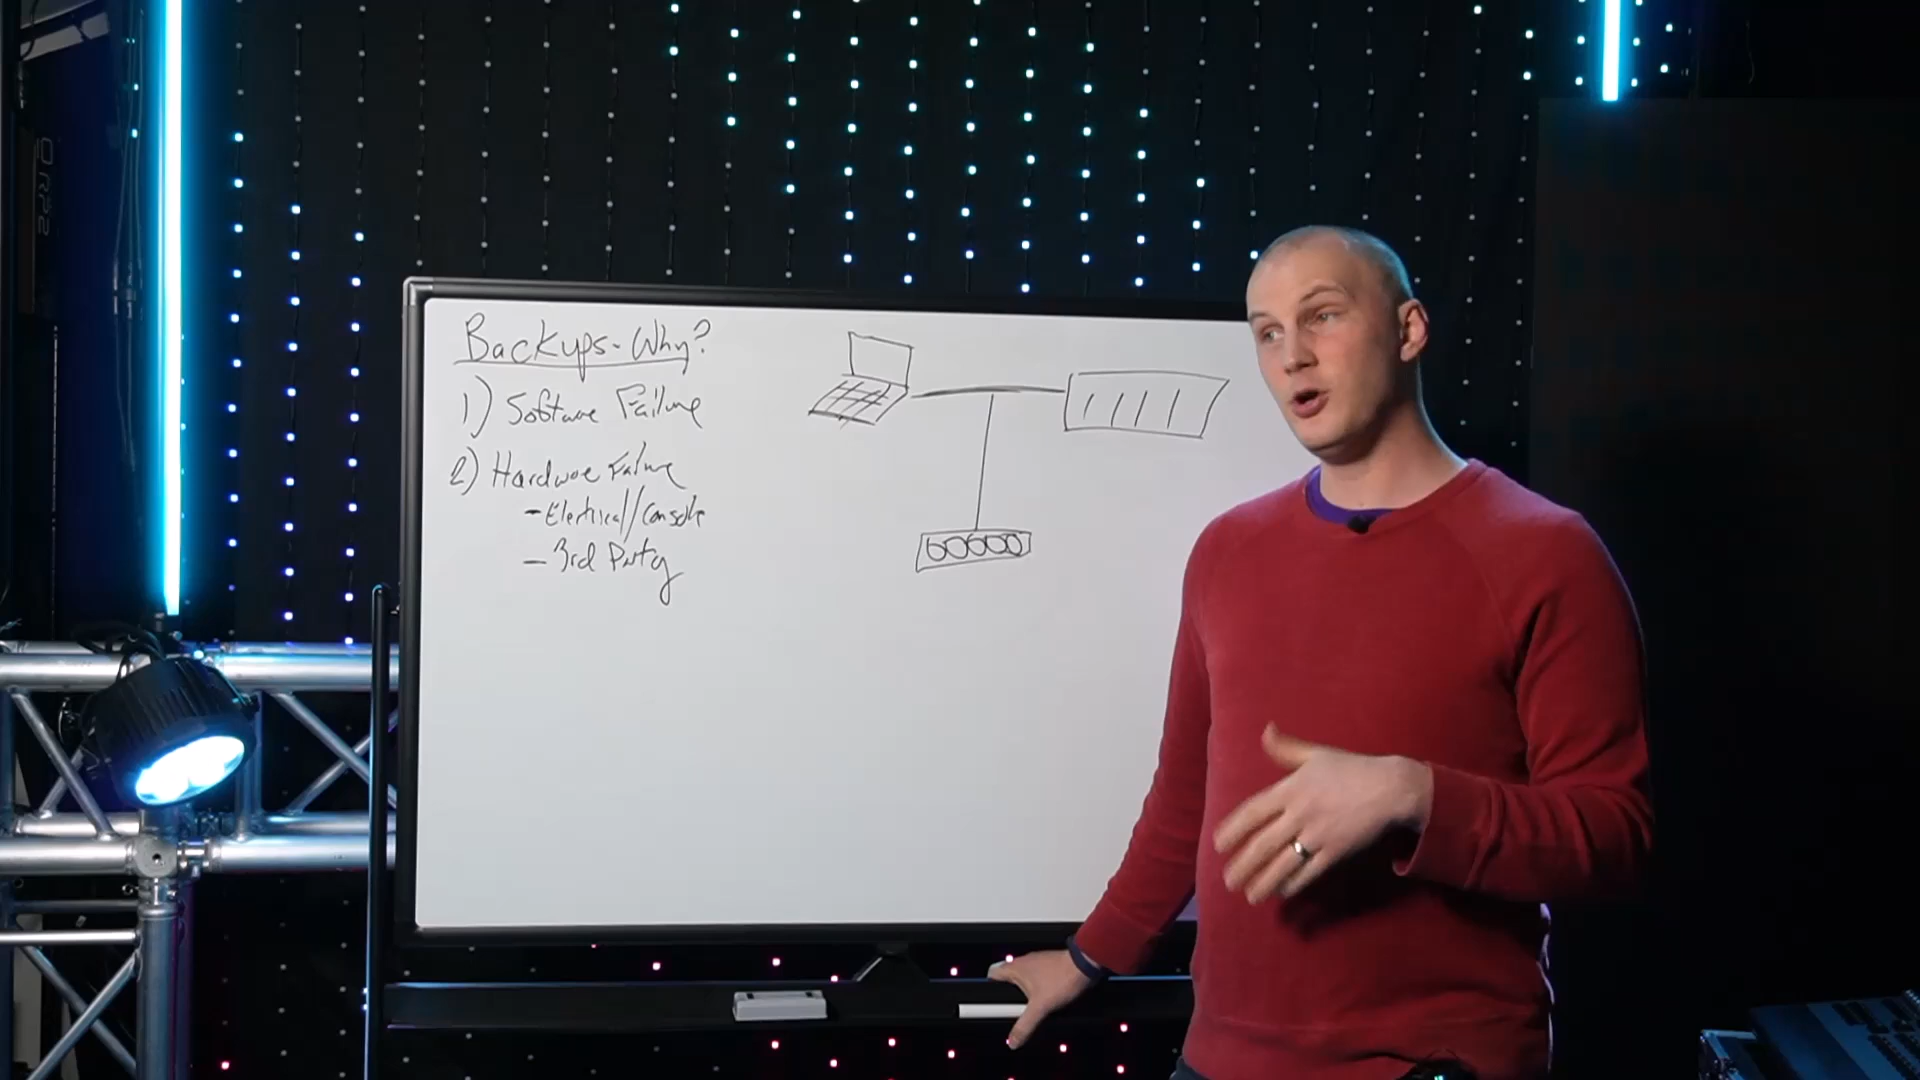 Backups - Why?
1) Software Failure
2) Hardware Failure
- Electrical/Console
- 3rd Party